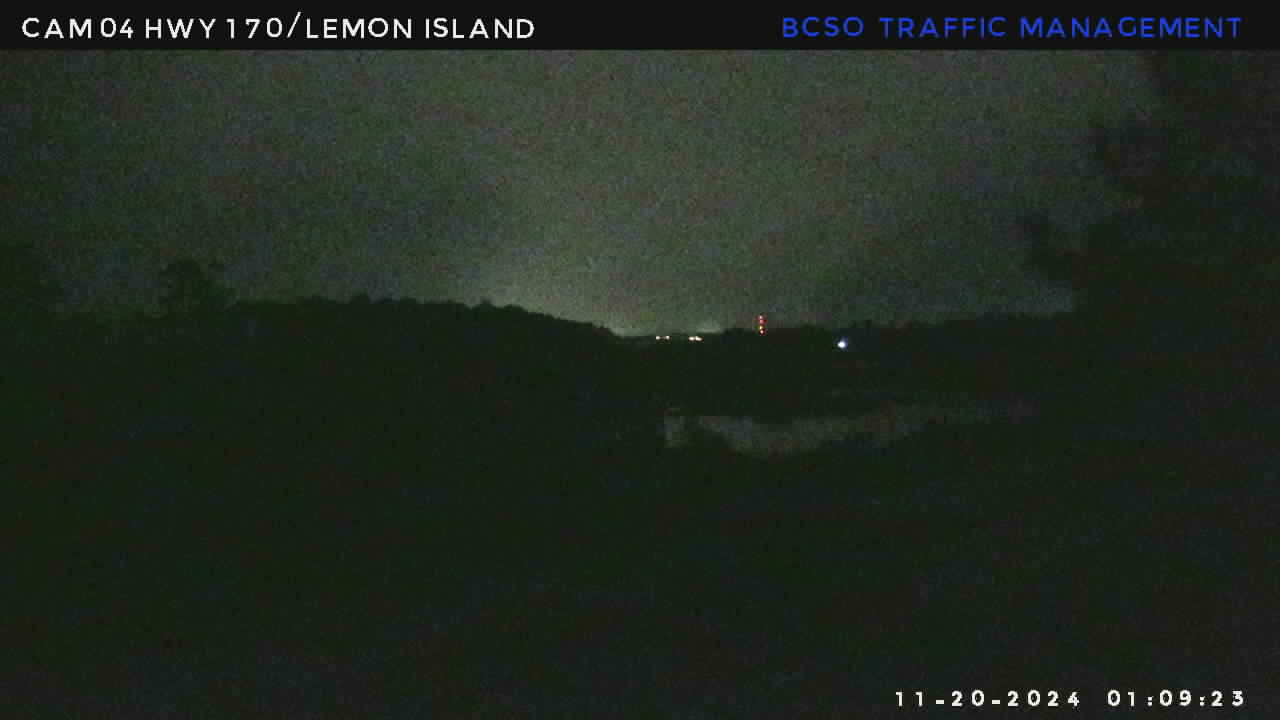 CAM 04 HWY 170/LEMON ISLAND
BCSO TRAFFIC MANAGEMENT
11-20-2024 01:09:23